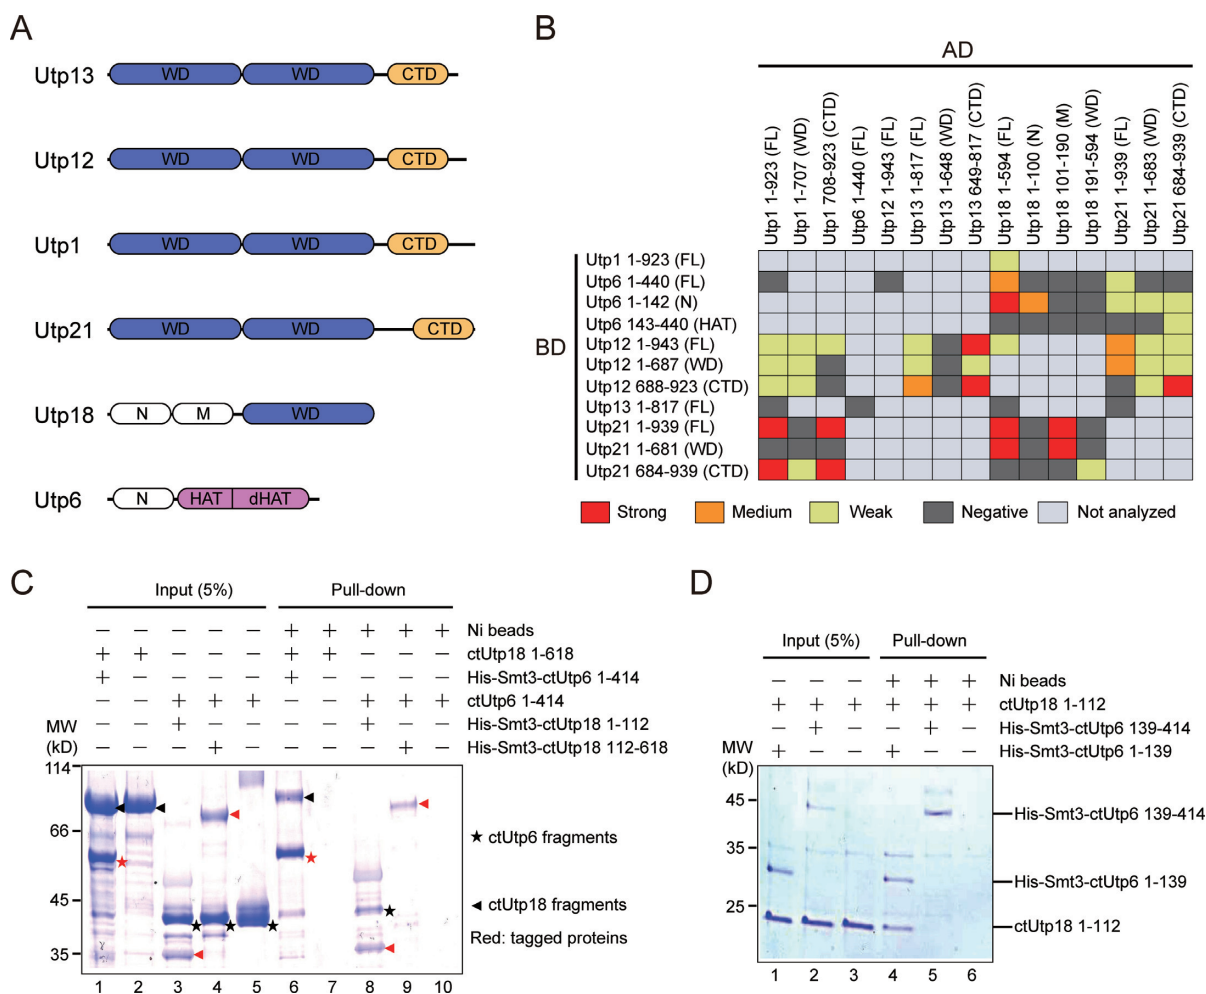 A
Utp13 WD WD CTD
Utp12 WD WD CTD
Utp1 WD WD CTD
Utp21 WD WD CTD
Utp18 N M WD
Utp6 N HAT dHAT
B
AD
Utp1 1-923 (FL)
Utp1 1-707 (WD)
Utp1 708-923 (CTD)
Utp6 1-440 (FL)
Utp12 1-943 (FL)
Utp13 1-817 (FL)
Utp13 1-648 (WD)
Utp13 649-817 (CTD)
Utp18 1-594 (FL)
Utp18 1-100 (N)
Utp18 101-190 (M)
Utp18 191-594 (WD)
Utp21 1-939 (FL)
Utp21 1-683 (WD)
Utp21 684-939 (CTD)
BD
Utp1 1-923 (FL)
Utp6 1-440 (FL)
Utp6 1-142 (N)
Utp6 143-440 (HAT)
Utp12 1-943 (FL)
Utp12 1-687 (WD)
Utp12 688-923 (CTD)
Utp13 1-817 (FL)
Utp21 1-939 (FL)
Utp21 1-681 (WD)
Utp21 684-939 (CTD)
Strong Medium Weak Negative Not analyzed
C
Input (5%) Pull-down
− − − − − + + + + + Ni beads
+ + − − − + + − − − ctUtp18 1-618
+ − − − − + − − − − His-Smt3-ctUtp6 1-414
− − + + + − − + + + ctUtp6 1-414
− − + − − − − + − − His-Smt3-ctUtp18 1-112
− − − + − − − − + − His-Smt3-ctUtp18 112-618
MW
(kD)
114
66
45
35
★ ctUtp6 fragments
◄ ctUtp18 fragments
Red: tagged proteins
1 2 3 4 5 6 7 8 9 10
D
Input (5%) Pull-down
− − − + + + Ni beads
+ + + + + + ctUtp18 1-112
− + − − + − His-Smt3-ctUtp6 139-414
+ − − + − − His-Smt3-ctUtp6 1-139
MW
(kD)
45
35
25
His-Smt3-ctUtp6 139-414
His-Smt3-ctUtp6 1-139
ctUtp18 1-112
1 2 3 4 5 6